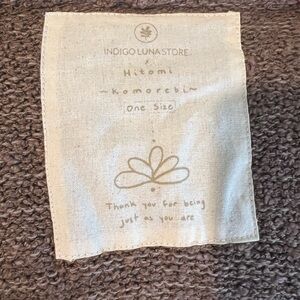 INDIGO LUNA STORE
Hitomi
~Komorebi~
One Size
Thank you for being
just as you are